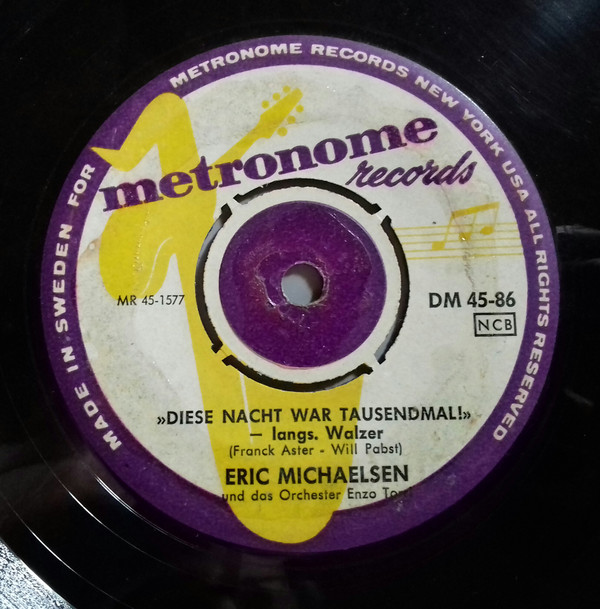 MADE IN SWEDEN FOR METRONOME RECORDS NEW YORK USA ALL RIGHTS RESERVED
metronome
records
MR 45-1577
DM 45-86
NCB
»DIESE NACHT WAR TAUSENDMAL!»
— langs. Walzer
(Franck Aster - Will Pabst)
ERIC MICHAELSEN
und das Orchester Enzo